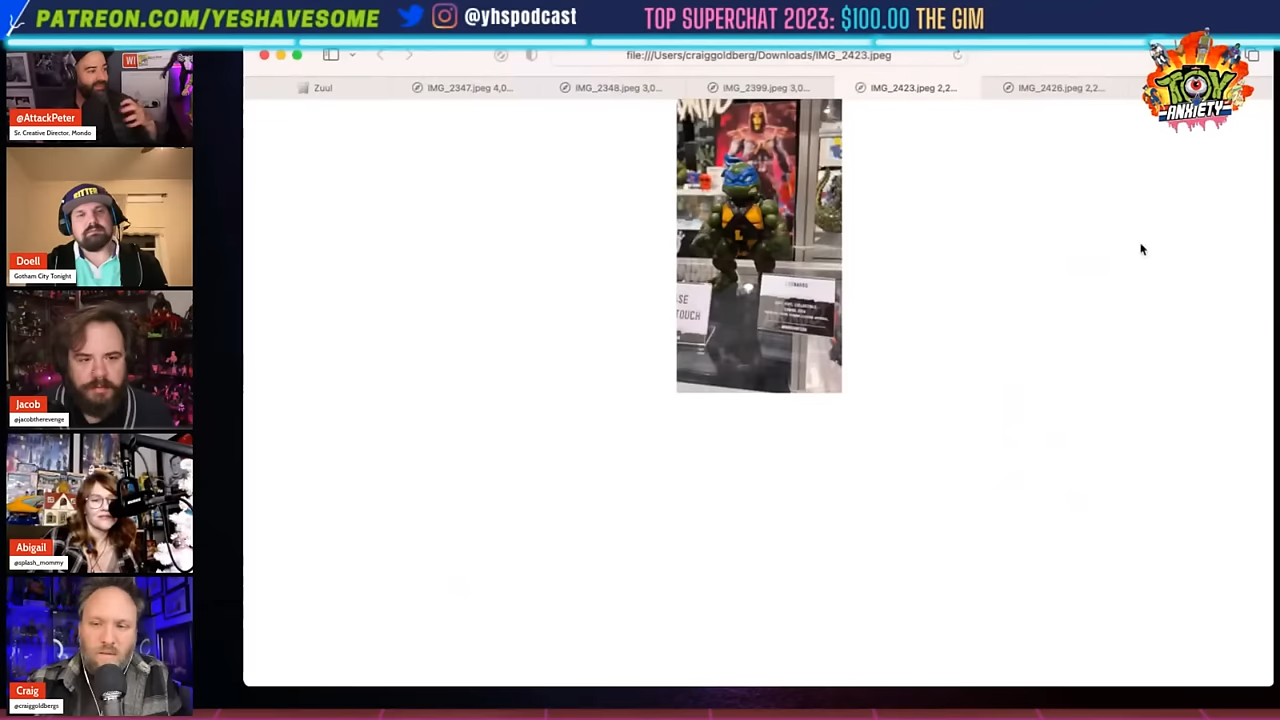 PATREON.COM/YESHAVESOME
@yhspodcast
TOP SUPERCHAT 2023: $100.00 THE GIM
file:///Users/craiggoldberg/Downloads/IMG_2423.jpeg
Zuul
IMG_2347.jpeg 4,0...
IMG_2348.jpeg 3,0...
IMG_2399.jpeg 3,0...
IMG_2423.jpeg 2,2...
IMG_2426.jpeg 2,2...
TOY
ANXIETY
@AttackPeter
Sr. Creative Director, Mondo
Doell
Gotham City Tonight
Jacob
@jacobtherevenge
Abigail
@splash_mommy
Craig
@craiggoldbergs
L
ASE
TOUCH